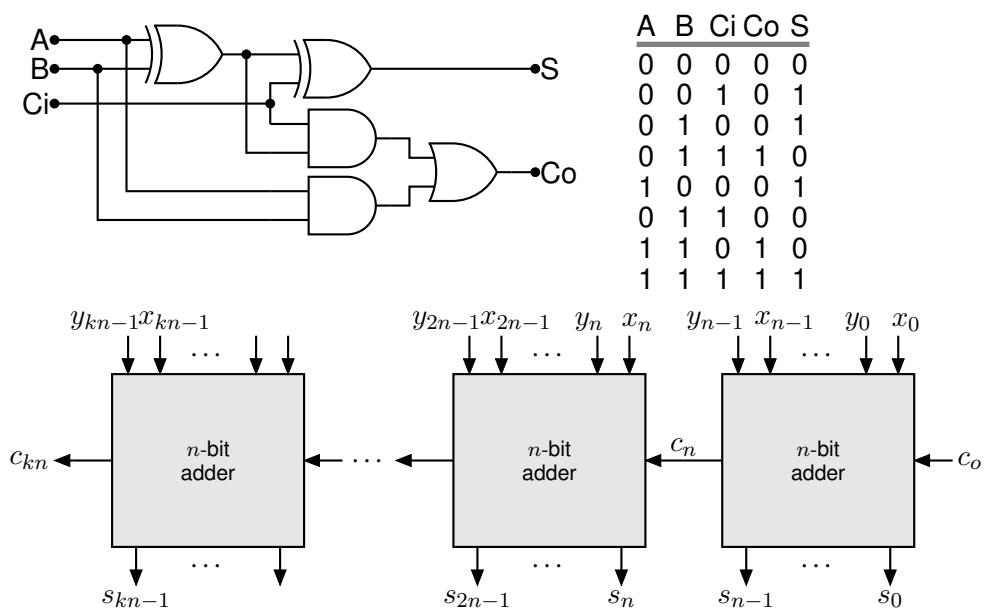 A
B
Ci
S
Co
A B Ci Co S
0 0 0 0 0
0 0 1 0 1
0 1 0 0 1
0 1 1 1 0
1 0 0 0 1
0 1 1 0 0
1 1 0 1 0
1 1 1 1 1
y_{kn−1} x_{kn−1} y_{2n−1} x_{2n−1} y_n x_n y_{n−1} x_{n−1} y_0 x_0
... ... ...
n-bit adder
n-bit adder
n-bit adder
c_{kn} ... c_n c_o
... ... ...
s_{kn−1} s_{2n−1} s_n s_{n−1} s_0